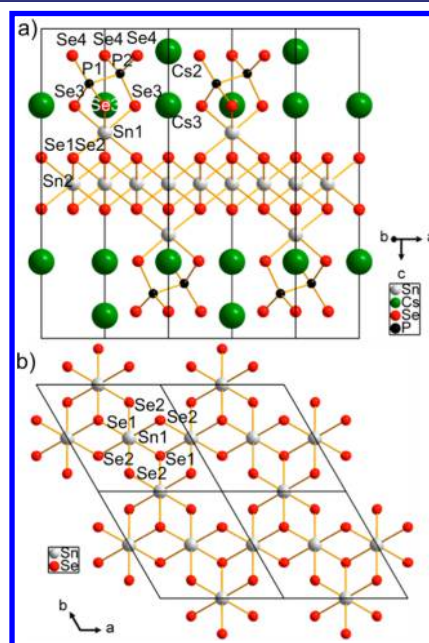 a)
Se4 Se4 Se4
P1 P2 Cs2
Se3 Se3 Se3
Sn1 Cs3
Se1Se2
Sn2
b a
c
Sn
Cs
Se
P
b)
Se2
Se1 Se2
Sn1
Se2 Se1
Se2
Sn
Se
b
a